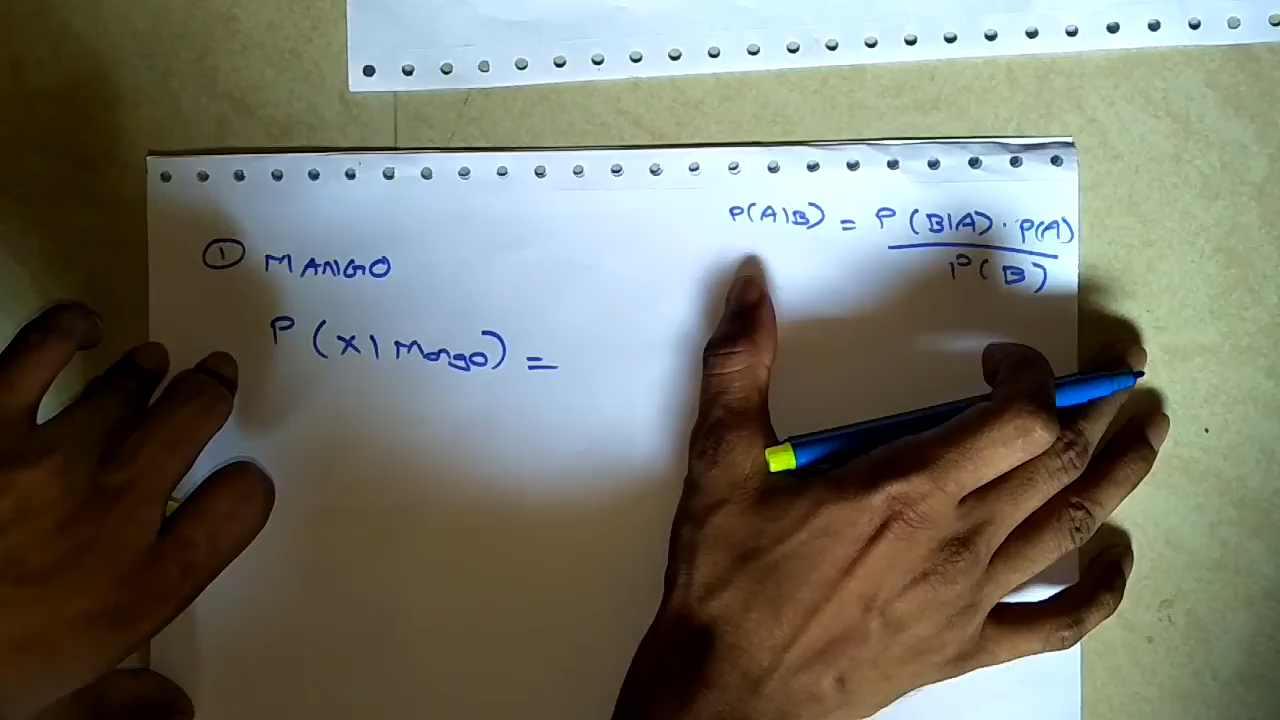 P(A|B) = P(B|A) · P(A)
P(B)
① MANGO
P(X|Mango) =